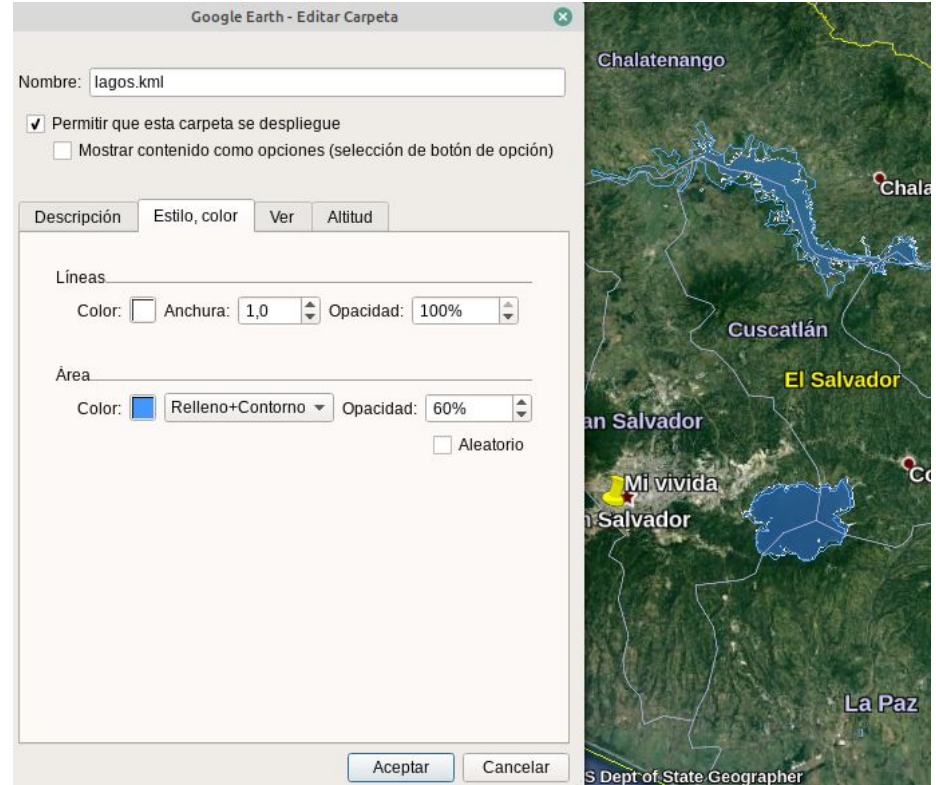 Google Earth - Editar Carpeta
Nombre: lagos.kml
Permitir que esta carpeta se despliegue
Mostrar contenido como opciones (selección de botón de opción)
Descripción Estilo, color Ver Altitud
Líneas
Color: Anchura: 1,0 Opacidad: 100%
Área
Color: Relleno+Contorno Opacidad: 60%
Aleatorio
Aceptar Cancelar
Chalatenango
Chala
Cuscatlán
El Salvador
an Salvador
Co
Mi vivida
n Salvador
La Paz
S Dept of State Geographer